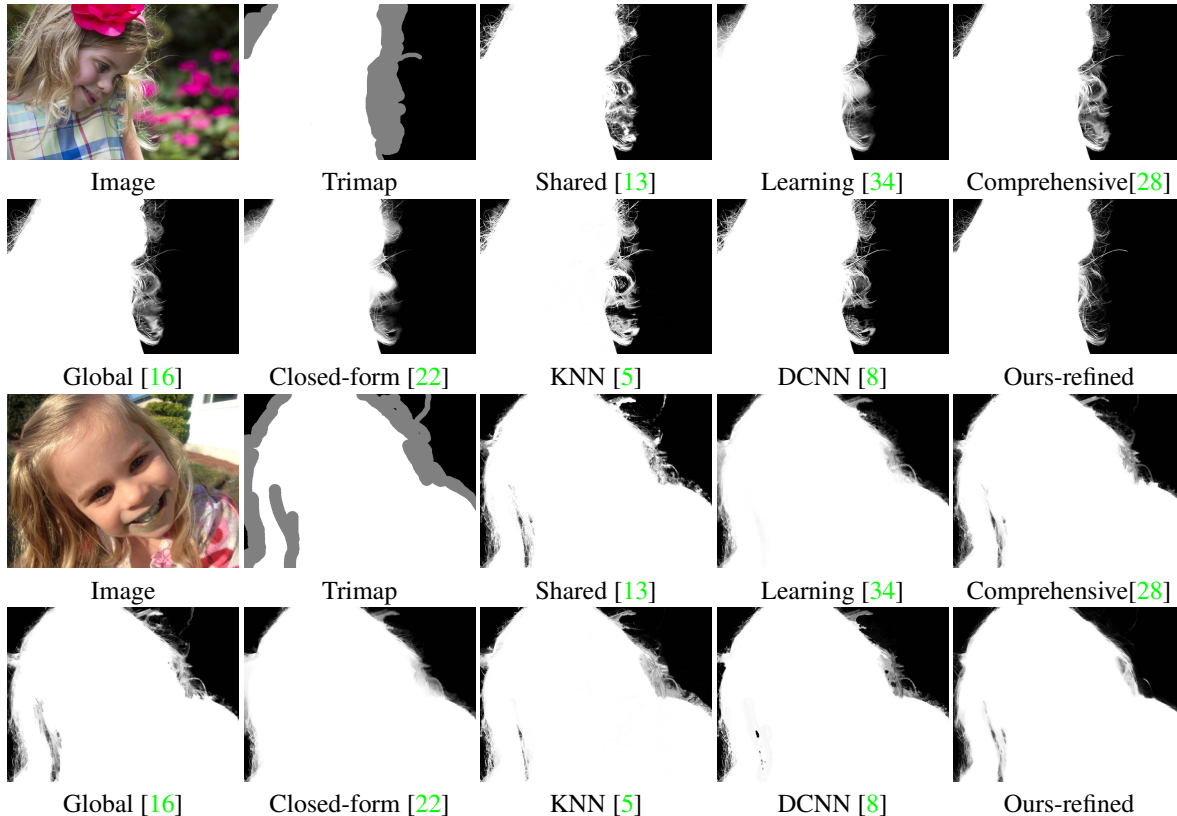 Image Trimap Shared [13] Learning [34] Comprehensive[28]
Global [16] Closed-form [22] KNN [5] DCNN [8] Ours-refined
Image Trimap Shared [13] Learning [34] Comprehensive[28]
Global [16] Closed-form [22] KNN [5] DCNN [8] Ours-refined